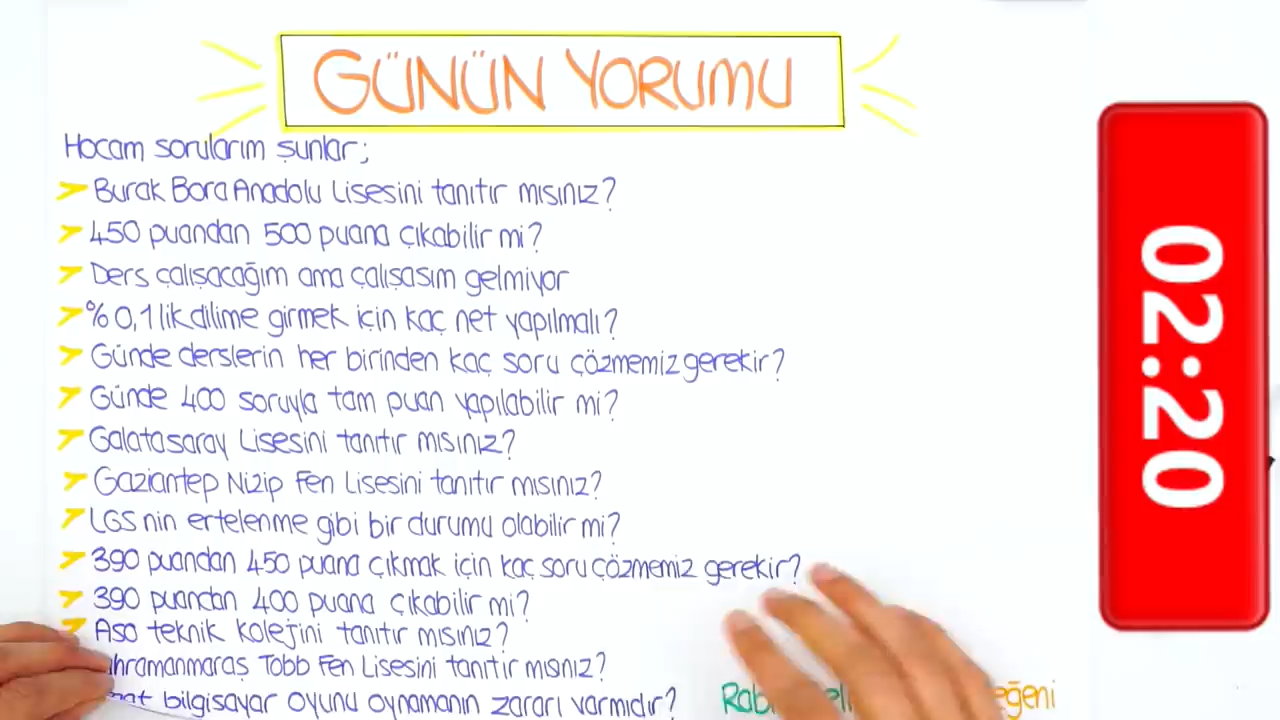 GÜNÜN YORUMU
Hocam sorularım şunlar;
Burak Bora Anadolu Lisesini tanıtır mısınız?
450 puandan 500 puana çıkabilir mi?
Ders çalışacağım ama çalışasım gelmiyor
%0,1 lik dilime girmek için kaç net yapılmalı?
Günde derslerin her birinden kaç soru çözmemiz gerekir?
Günde 400 soruyla tam puan yapılabilir mi?
Galatasaray Lisesini tanıtır mısınız?
Gaziantep Nizip Fen Lisesini tanıtır mısınız?
LGS nin ertelenme gibi bir durumu olabilir mi?
390 puandan 450 puana çıkmak için kaç soru çözmemiz gerekir?
390 puandan 400 puana çıkabilir mi?
Aso teknik kolejini tanıtır mısınız?
Tobb Fen Lisesini tanıtır mısınız?
bilgisayar oyunu oynamanın zararı varmıdır?
02:20